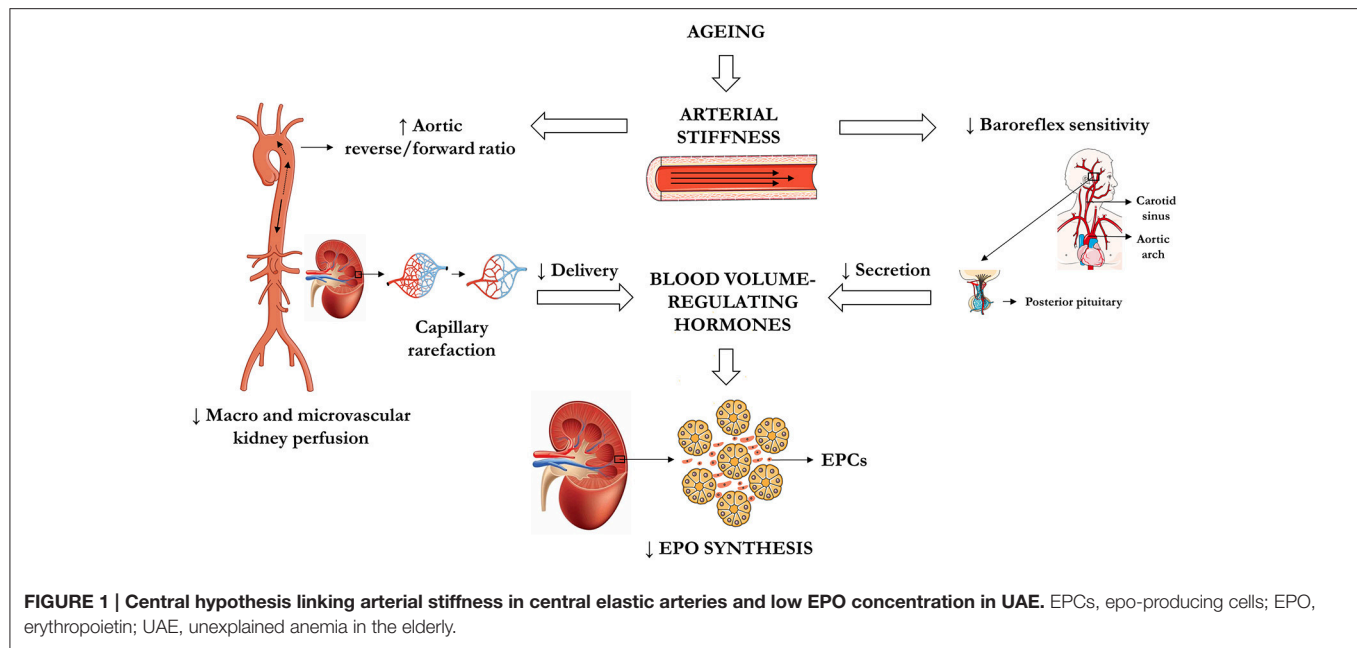 AGEING
ARTERIAL
STIFFNESS
↑ Aortic
reverse/forward ratio
↓ Baroreflex sensitivity
Carotid
sinus
Aortic
arch
Posterior pituitary
↓ Delivery
BLOOD VOLUME-
REGULATING
HORMONES
↓ Secretion
Capillary
rarefaction
↓ Macro and microvascular
kidney perfusion
EPCs
↓ EPO SYNTHESIS
FIGURE 1 | Central hypothesis linking arterial stiffness in central elastic arteries and low EPO concentration in UAE. EPCs, epo-producing cells; EPO,
erythropoietin; UAE, unexplained anemia in the elderly.